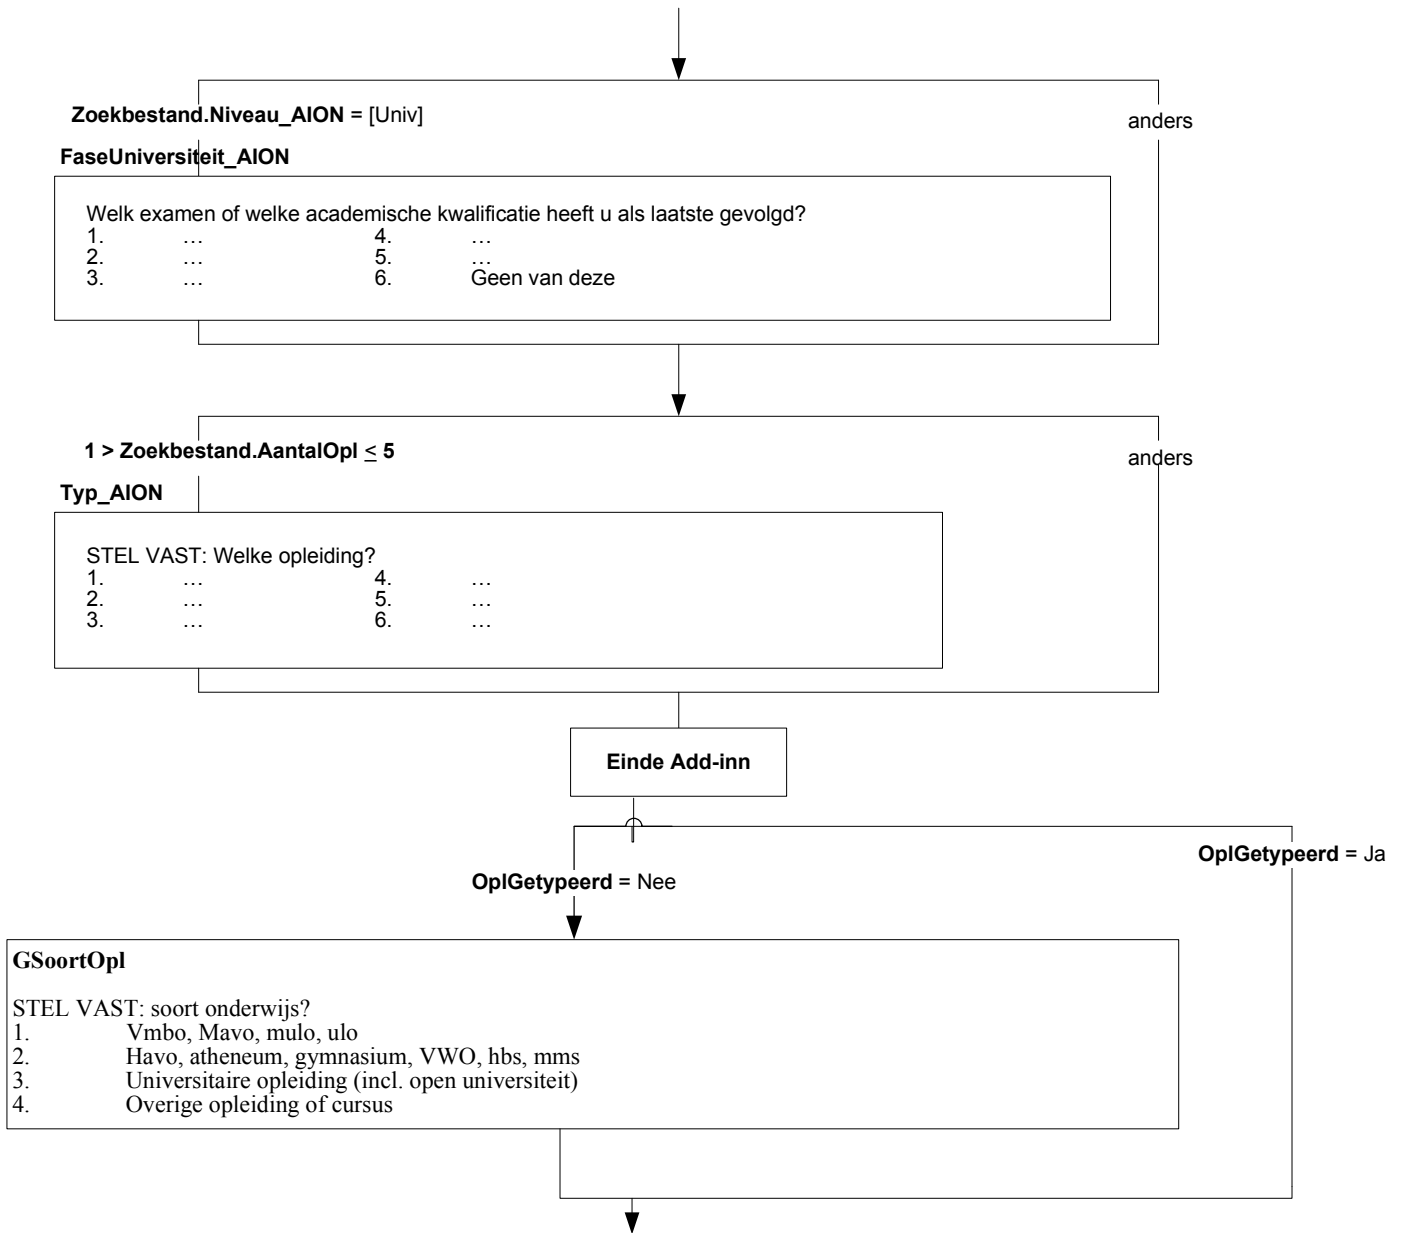 Zoekbestand.Niveau_AION = [Univ]
anders
FaseUniversiteit_AION
Welk examen of welke academische kwalificatie heeft u als laatste gevolgd?
1. … 4. …
2. … 5. …
3. … 6. Geen van deze
1 > Zoekbestand.AantalOpl ≤ 5
anders
Typ_AION
STEL VAST: Welke opleiding?
1. … 4. …
2. … 5. …
3. … 6. …
Einde Add-inn
OplGetypeerd = Ja
OplGetypeerd = Nee
GSoortOpl
STEL VAST: soort onderwijs?
1. Vmbo, Mavo, mulo, ulo
2. Havo, atheneum, gymnasium, VWO, hbs, mms
3. Universitaire opleiding (incl. open universiteit)
4. Overige opleiding of cursus